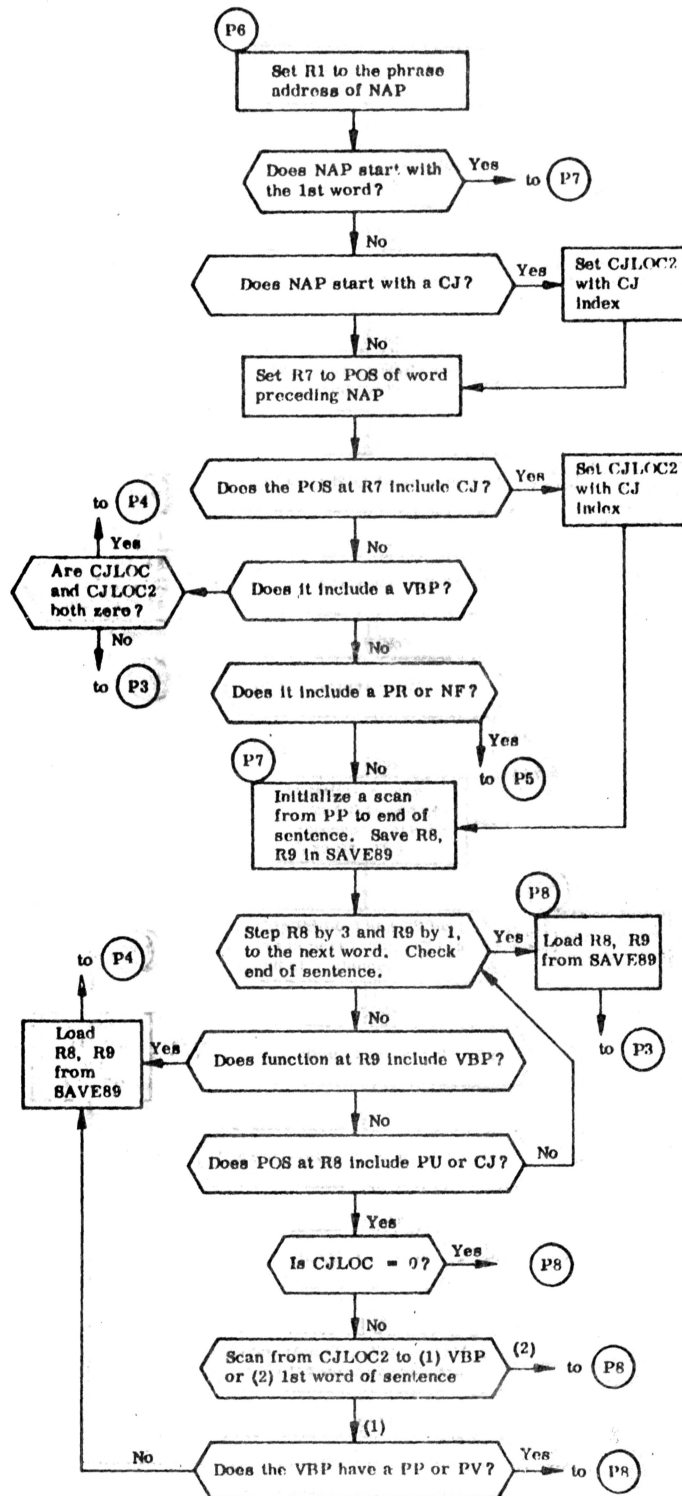 P6
Set R1 to the phrase
address of NAP
Does NAP start with
the 1st word?
Yes
to P7
No
Does NAP start with a CJ?
Yes
Set CJLOC2
with CJ
index
No
Set R7 to POS of word
preceding NAP
Does the POS at R7 include CJ?
Yes
Set CJLOC2
with CJ
index
to P4
Yes
No
Are CJLOC
and CJLOC2
both zero?
Does it include a VBP?
No
to P3
No
Does it include a PR or NF?
Yes
to P5
P7
No
Initialize a scan
from PP to end of
sentence. Save R8,
R9 in SAVE89
P8
Step R8 by 3 and R9 by 1,
to the next word. Check
end of sentence.
Yes
Load R8, R9
from SAVE89
to P3
to P4
No
Load
R8, R9
from
SAVE89
Yes
Does function at R9 include VBP?
No
Does POS at R8 include PU or CJ?
No
Yes
Is CJLOC = 0?
Yes
P8
No
Scan from CJLOC2 to (1) VBP
or (2) 1st word of sentence
(2)
to P8
(1)
No
Does the VBP have a PP or PV?
Yes
to P8